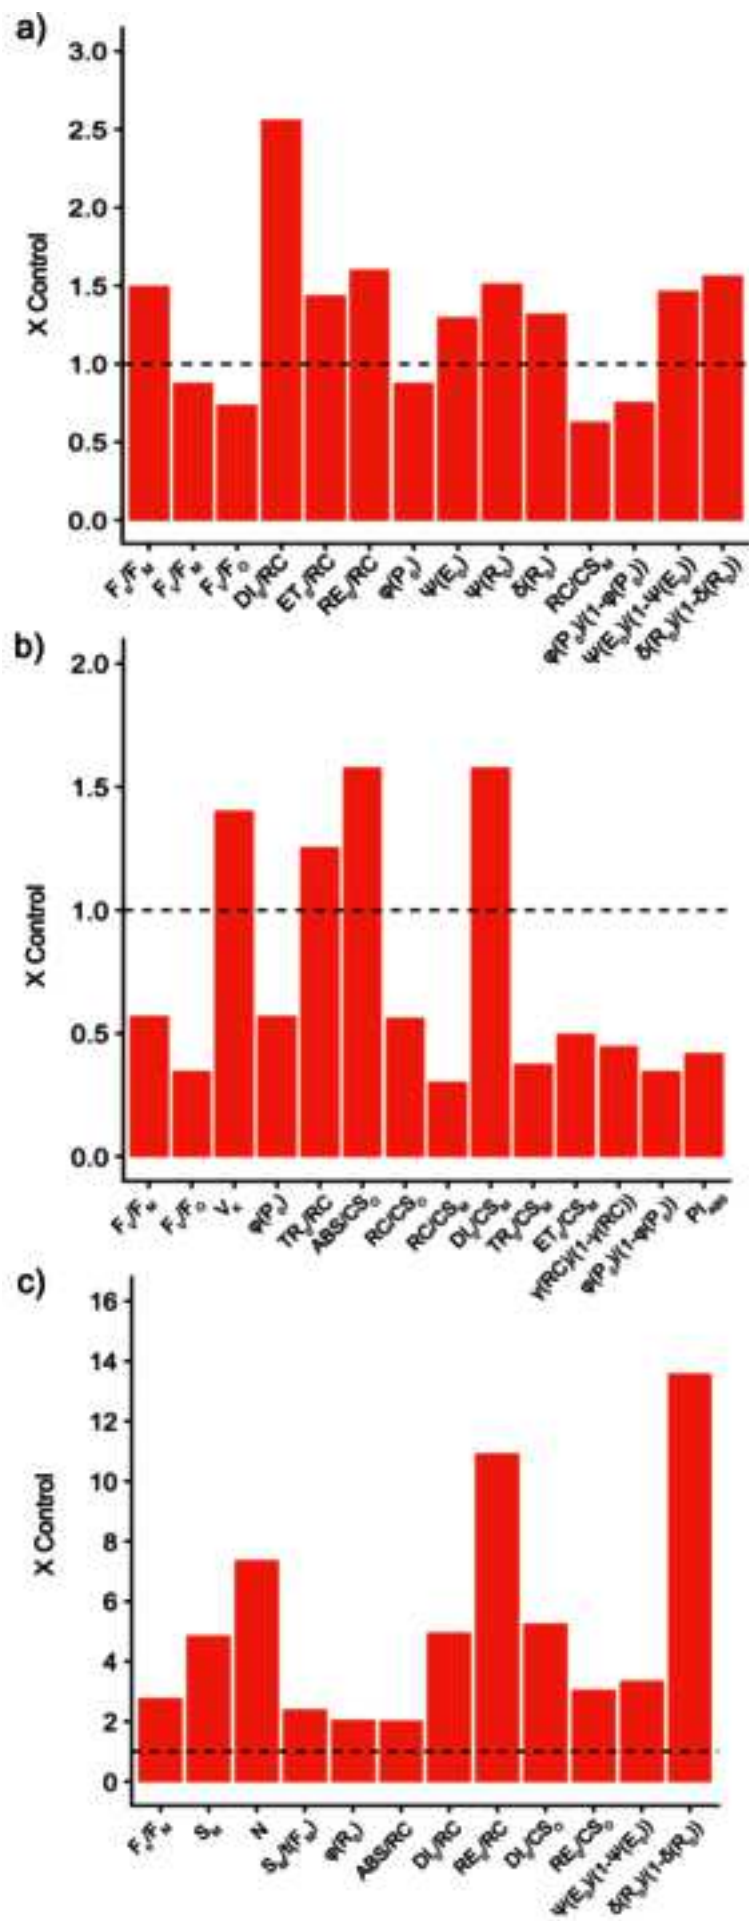 a)
3.0
2.5
2.0
1.5
1.0
0.5
0.0
X Control
F₀/Fₘ
Fᵥ/Fₘ
Fᵥ/F₀
DI₀/RC
ET₀/RC
RE₀/RC
φ(P₀)
Ψ(E₀)
Ψ(R₀)
δ(R₀)
RC/CSₘ
φ(P₀)/(1-φ(P₀))
Ψ(E₀)/(1-Ψ(E₀))
δ(R₀)/(1-δ(R₀))
b)
2.0
1.5
1.0
0.5
0.0
X Control
Fᵥ/Fₘ
Fᵥ/F₀
Vₖ
φ(P₀)
TR₀/RC
ABS/CS₀
RC/CS₀
RC/CSₘ
DI₀/CSₘ
TR₀/CSₘ
ET₀/CSₘ
γ(RC)/(1-γ(RC))
φ(P₀)/(1-φ(P₀))
PI
c)
16
14
12
10
8
6
4
2
0
X Control
F₀/Fₘ
Sₘ
N
Sₘ/t(Fₘ)
φ(R₀)
ABS/RC
DI₀/RC
RE₀/RC
DI₀/CS₀
RE₀/CS₀
Ψ(E₀)/(1-Ψ(E₀))
δ(R₀)/(1-δ(R₀))